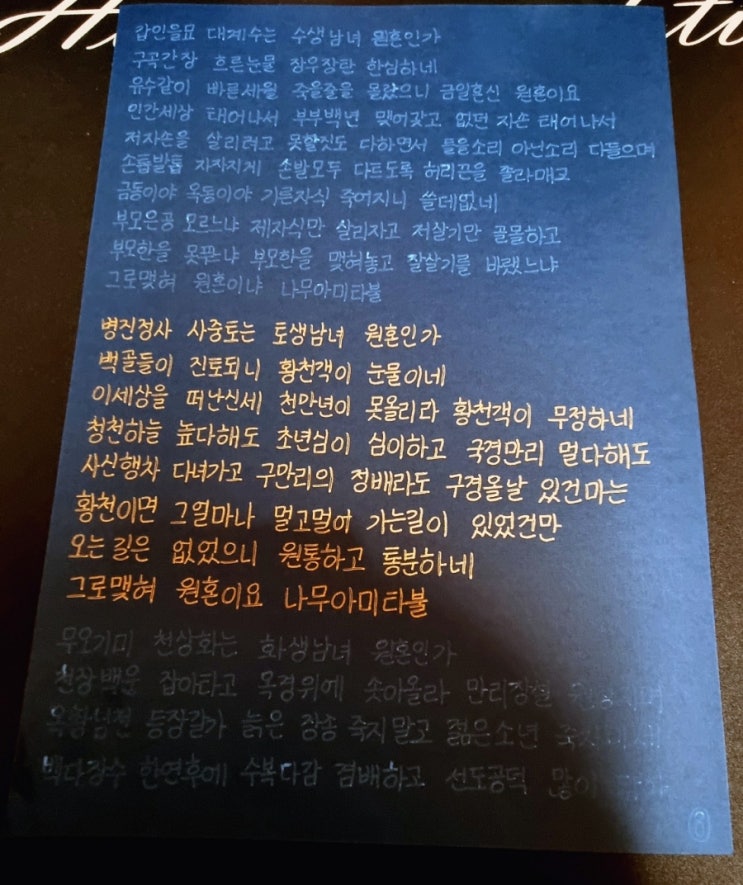 갑인을묘 대계수는 수생남녀 원혼인가
구곡간장 흐른눈물 장우장탄 한심하네
유수같이 빠른세월 죽을줄을 몰랐으니 금일혼신 원혼이요
인간세상 태어나서 부부백년 맺어갖고 없던 자손 태어나서
저자손을 살리려고 못할짓도 다하면서 들을소리 아닌소리 다들으며
손톱발톱 자자지게 손발모두 다르도록 허리끈을 졸라매고
금동이야 옥동이야 기른자식 죽어지니 쓸데없네
부모은공 모르느냐 제자식만 살리자고 저살기만 골몰하고
부모한을 못푸느냐 부모한을 맺혀놓고 잘살기를 바랬느냐
그로맺혀 원혼이냐 나무아미타불
병진정사 사중토는 토생남녀 원혼인가
백골들이 진토되니 황천객이 눈물이네
이세상을 떠난신세 천만년이 못올리라 황천객이 무정하네
청천하늘 높다해도 초년심이 심이하고 국경만리 멀다해도
사신행차 다녀가고 구만리의 정배라도 구경올날 있건마는
황천이면 그얼마나 멀고멀어 가는길이 있었건만
오는길은 없었으니 원통하고 통분하네
그로맺혀 원혼이요 나무아미타불
무오기미 천상화는 화생남녀 원혼인가
천장백운 잡아타고 옥경위에 솟아올라
옥황님전 등장갈가 늙은 장송 죽지말고 젊은소년
한연후에 수복다감 겸배하고 선도공덕 많이
6